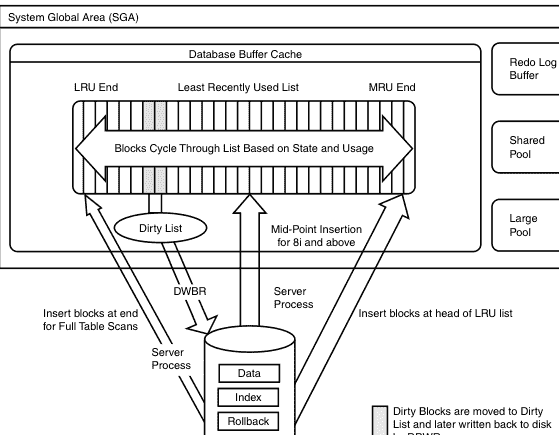 System Global Area (SGA)
Database Buffer Cache
Redo Log
Buffer
LRU End
Least Recently Used List
MRU End
Blocks Cycle Through List Based on State and Usage
Shared
Pool
Dirty List
Mid-Point Insertion
for 8i and above
Large
Pool
DWBR
Server
Process
Insert blocks at end
for Full Table Scans
Insert blocks at head of LRU list
Server
Process
Data
Index
Rollback
Dirty Blocks are moved to Dirty
List and later written back to disk